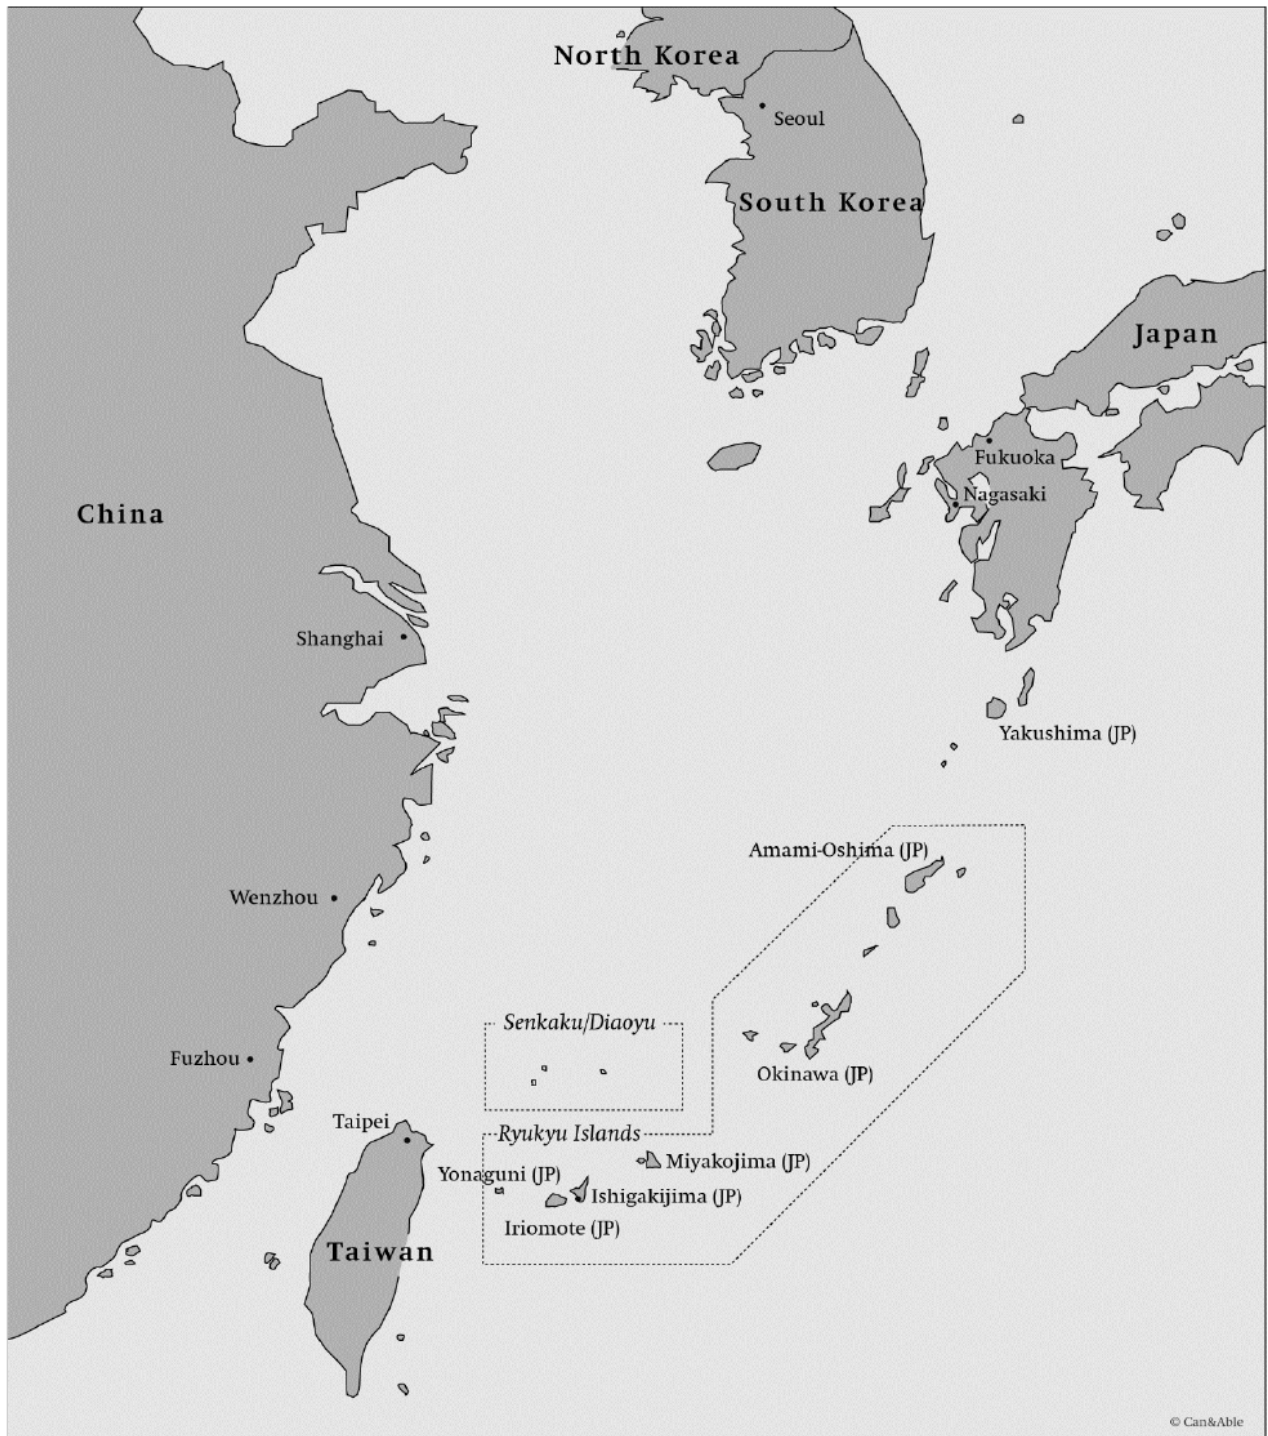 North Korea
Seoul
South Korea
Japan
Fukuoka
Nagasaki
China
Shanghai
Yakushima (JP)
Amami-Oshima (JP)
Wenzhou
Senkaku/Diaoyu
Fuzhou
Okinawa (JP)
Taipei
Ryukyu Islands
Miyakojima (JP)
Yonaguni (JP)
Ishigakijima (JP)
Iriomote (JP)
Taiwan
© Can&Able